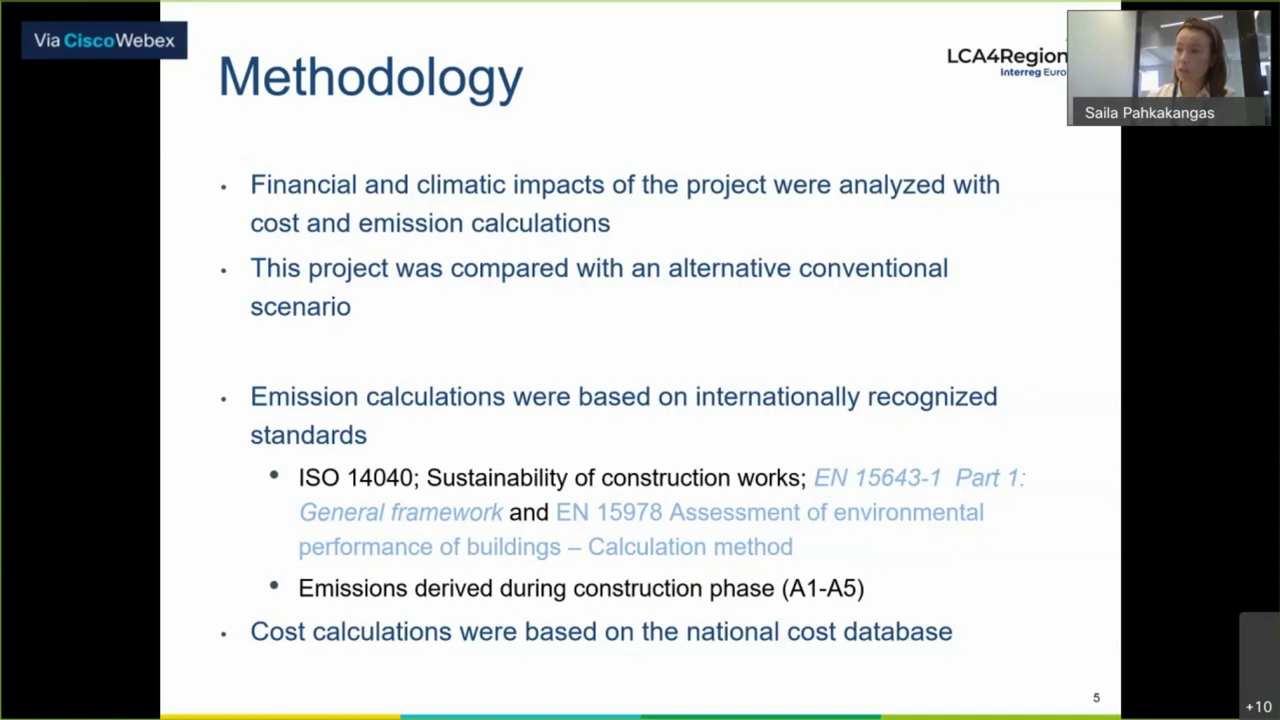 Via CiscoWebex
Methodology
LCA4Region
Interreg Euro
Saila Pahkakangas
Financial and climatic impacts of the project were analyzed with
cost and emission calculations
This project was compared with an alternative conventional
scenario
Emission calculations were based on internationally recognized
standards
ISO 14040; Sustainability of construction works; EN 15643-1 Part 1:
General framework and EN 15978 Assessment of environmental
performance of buildings – Calculation method
Emissions derived during construction phase (A1-A5)
Cost calculations were based on the national cost database
5
+10